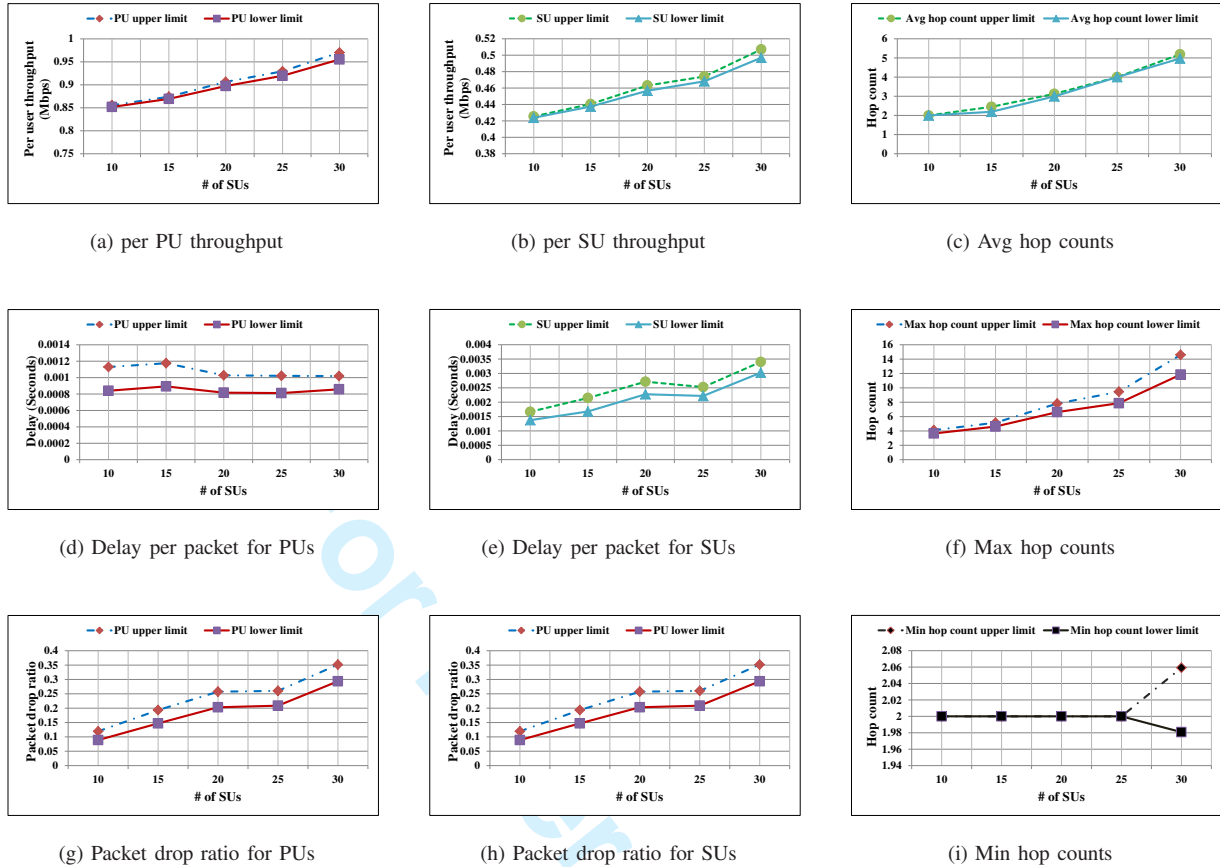 PU upper limit PU lower limit
Per user throughput
(Mbps)
1
0.95
0.9
0.85
0.8
0.75
10 15 20 25 30
# of SUs
(a) per PU throughput
SU upper limit SU lower limit
Per user throughput
(Mbps)
0.52
0.5
0.48
0.46
0.44
0.42
0.4
0.38
10 15 20 25 30
# of SUs
(b) per SU throughput
Avg hop count upper limit Avg hop count lower limit
Hop count
6
5
4
3
2
1
0
10 15 20 25 30
# of SUs
(c) Avg hop counts
PU upper limit PU lower limit
Delay (Seconds)
0.0014
0.0012
0.001
0.0008
0.0006
0.0004
0.0002
0
10 15 20 25 30
# of SUs
(d) Delay per packet for PUs
SU upper limit SU lower limit
Delay (Seconds)
0.004
0.0035
0.003
0.0025
0.002
0.0015
0.001
0.0005
0
10 15 20 25 30
# of SUs
(e) Delay per packet for SUs
Max hop count upper limit Max hop count lower limit
Hop count
16
14
12
10
8
6
4
2
0
10 15 20 25 30
# of SUs
(f) Max hop counts
PU upper limit PU lower limit
Packet drop ratio
0.4
0.35
0.3
0.25
0.2
0.15
0.1
0.05
0
10 15 20 25 30
# of SUs
(g) Packet drop ratio for PUs
PU upper limit PU lower limit
Packet drop ratio
0.4
0.35
0.3
0.25
0.2
0.15
0.1
0.05
0
10 15 20 25 30
# of SUs
(h) Packet drop ratio for SUs
Min hop count upper limit Min hop count lower limit
Hop count
2.08
2.06
2.04
2.02
2
1.98
1.96
1.94
10 15 20 25 30
# of SUs
(i) Min hop counts